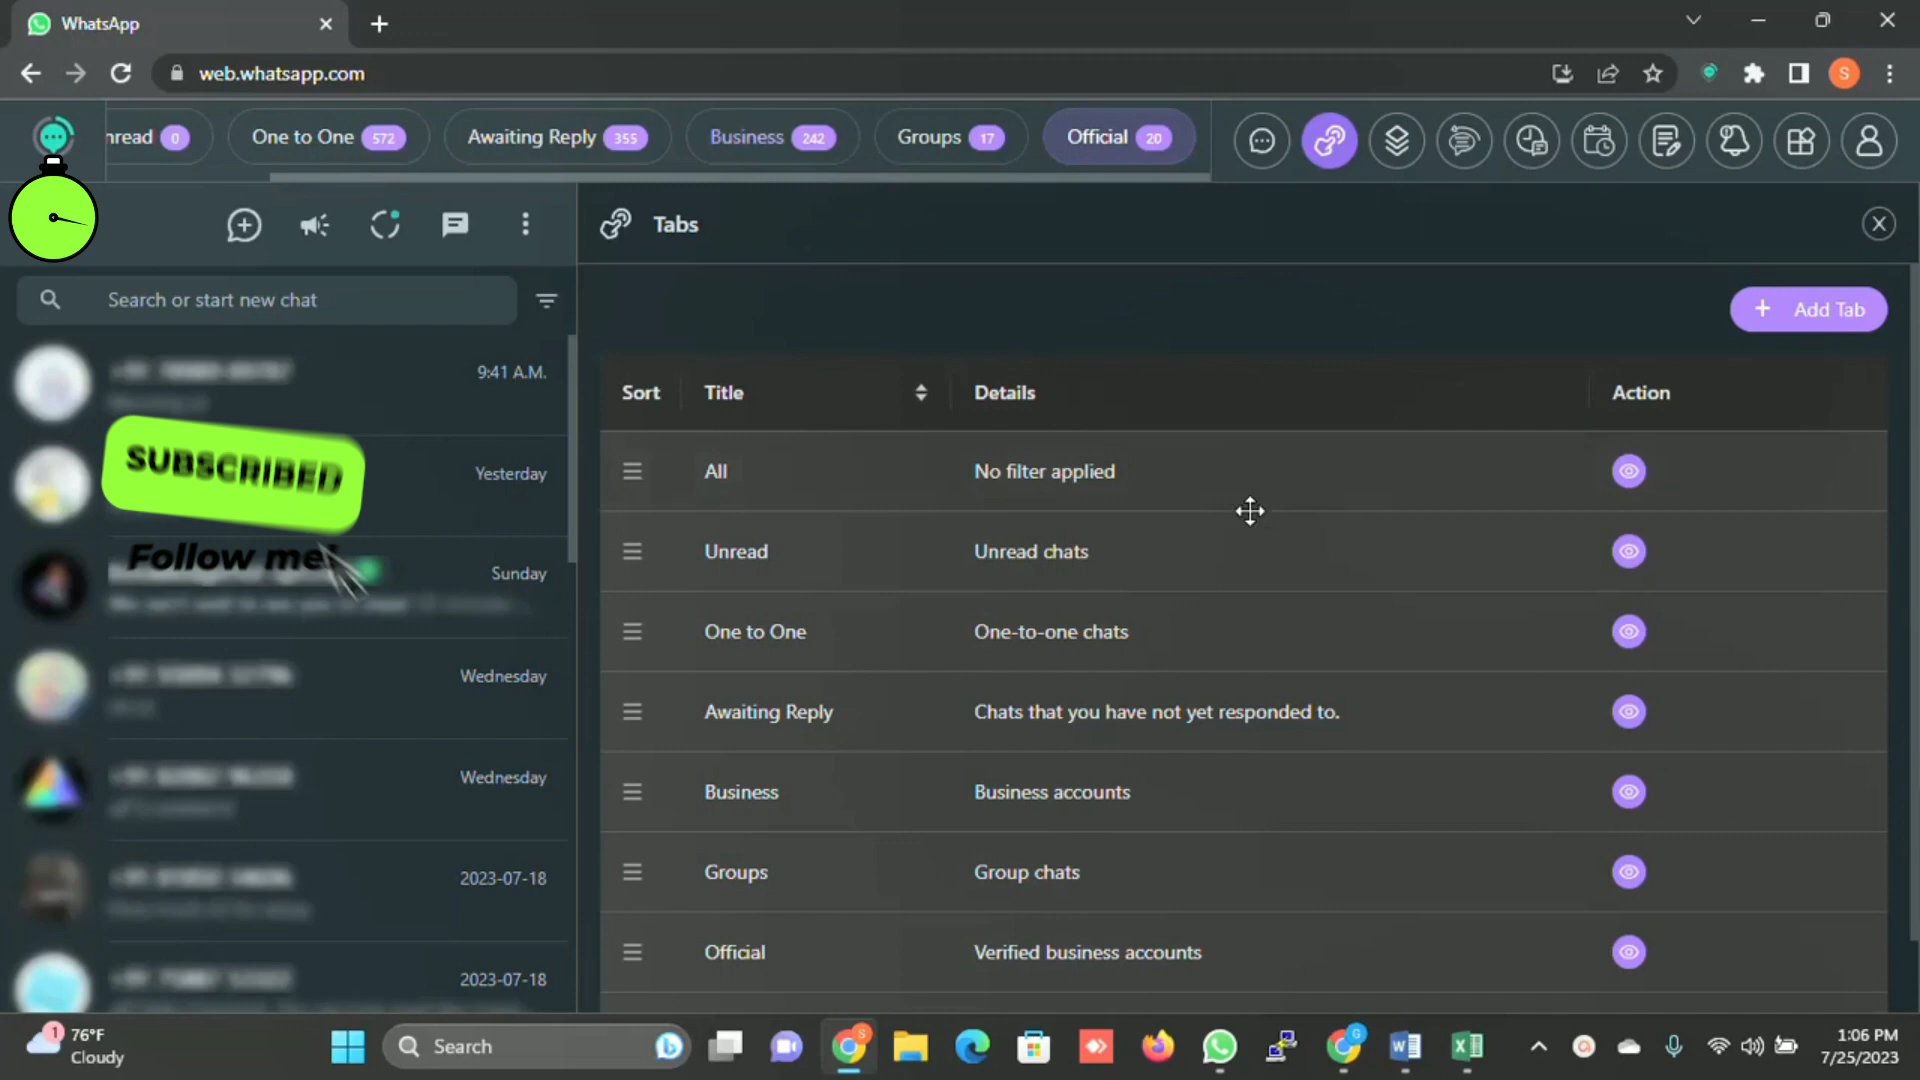 WhatsApp
web.whatsapp.com
S
nread 0
One to One 572
Awaiting Reply 355
Business 242
Groups 17
Official 20
Tabs
Search or start new chat
+ Add Tab
Sort Title Details Action
9:41 A.M.
All No filter applied
SUBSCRIBED
Yesterday
Unread Unread chats
Follow me!
Sunday
One to One One-to-one chats
Wednesday
Awaiting Reply Chats that you have not yet responded to.
Wednesday
Business Business accounts
2023-07-18
Groups Group chats
Official Verified business accounts
2023-07-18
1
76°F
Cloudy
Search
S
G
1:06 PM
7/25/2023